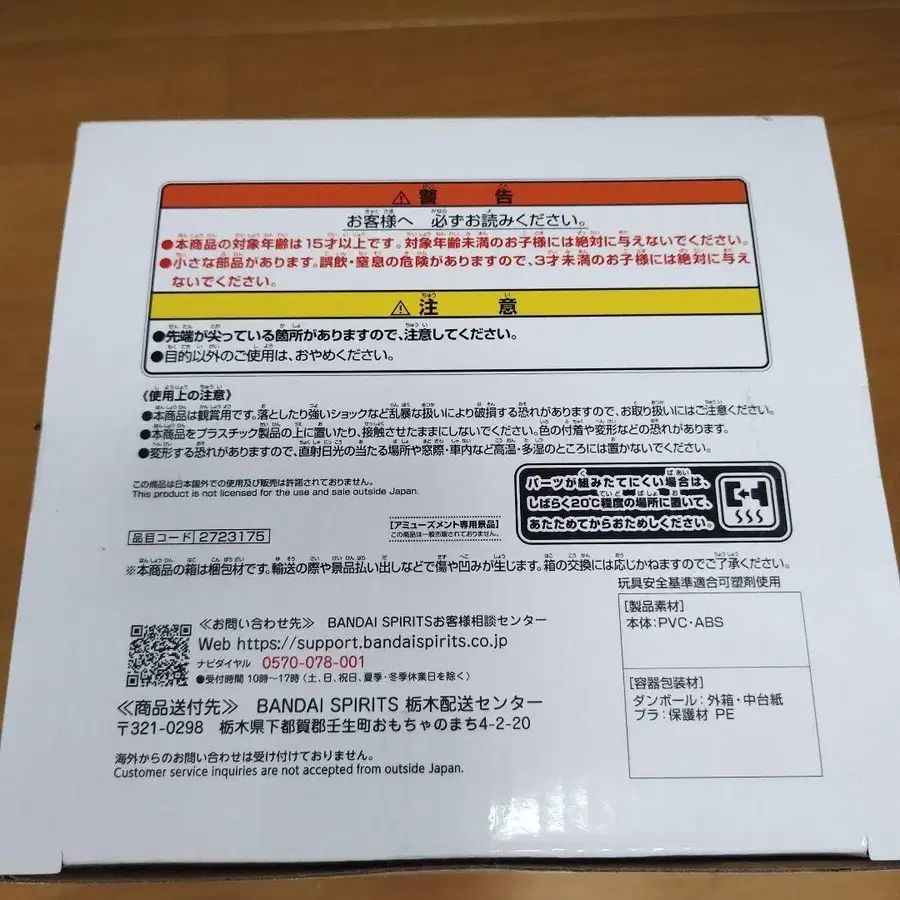 ⚠警告
お客様へ 必ずお読みください。
●本商品の対象年齢は15才以上です。対象年齢未満のお子様には絶対に与えないでください。
●小さな部品があります。誤飲・窒息の危険がありますので、3才未満のお子様には絶対に与え
ないでください。
⚠注意
●先端が尖っている箇所がありますので、注意してください。
●目的以外のご使用は、おやめください。
《使用上の注意》
●本商品は観賞用です。落としたり強いショックなど乱暴な扱いにより破損する恐れがありますので、お取り扱いにはご注意ください。
●本商品をプラスチック製品の上に置いたり、接触させたままにしないでください。色の付着や変形などの恐れがあります。
●変形する恐れがありますので、直射日光の当たる場所や窓際・車内など高温・多湿のところには置かないでください。
パーツが組みたてにくい場合は、
しばらく20℃程度の場所に置いて、
あたためてからおためしください。
この商品は日本国外での使用及び販売は許諾されておりません。
This product is not licensed for the use and sale outside Japan.
【アミューズメント専用景品】
この商品は一般市販されておりません。
品目コード 2723175
※本商品の箱は梱包材です。輸送の際や景品払い出しなどで傷や凹みが生じます。箱の交換には応じかねますのでご了承ください。
玩具安全基準適合可塑剤使用
[製品素材]
本体:PVC・ABS
[容器包装材]
ダンボール:外箱・中台紙
プラ:保護材 PE
≪お問い合わせ先≫ BANDAI SPIRITSお客様相談センター
Web https://support.bandaispirits.co.jp
ナビダイヤル 0570-078-001
●受付時間 10時〜17時(土、日、祝日、夏季・冬季休業日を除く)
≪商品送付先≫ BANDAI SPIRITS 栃木配送センター
〒321-0298 栃木県下都賀郡壬生町おもちゃのまち4-2-20
海外からのお問い合わせは受け付けておりません。
Customer service inquiries are not accepted from outside Japan.